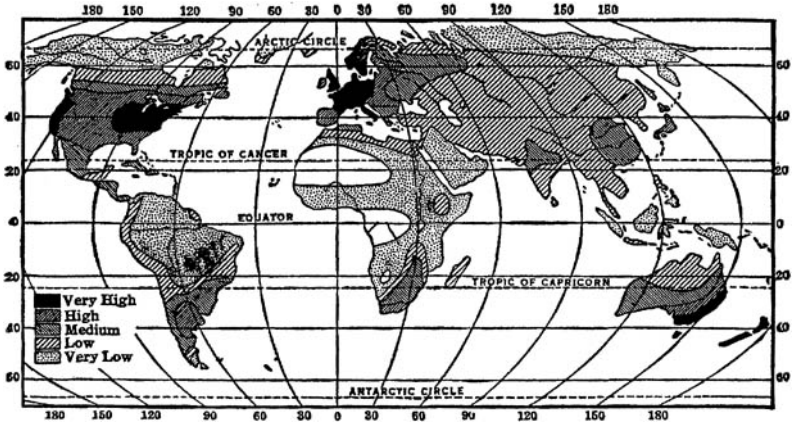 180 150 120 90 60 30 0 30 60 90 120 150 180
ARCTIC CIRCLE
60 60
40 40
TROPIC OF CANCER
20 20
0 EQUATOR 0
20 20
TROPIC OF CAPRICORN
Very High
High
Medium
Low
Very Low
40 40
60 60
ANTARCTIC CIRCLE
180 150 120 90 60 30 0 30 60 90 120 150 180